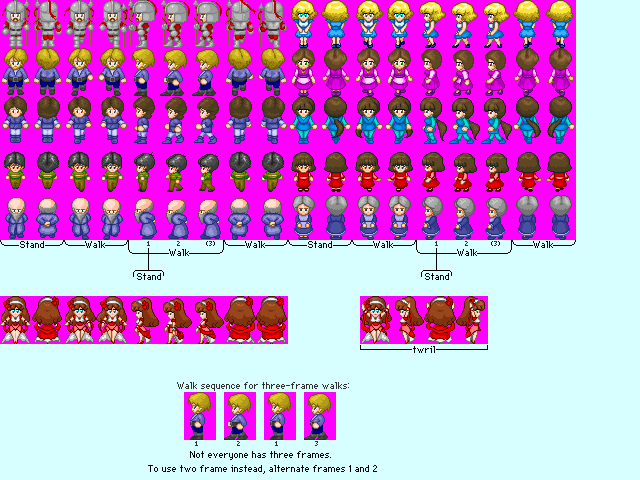 Stand Walk 1 2 (3) Walk Stand Walk 1 2 (3) Walk
Walk Walk
Stand Stand
twril
Walk sequence for three-frame walks:
1 2 1 3
Not everyone has three frames.
To use two frame instead, alternate frames 1 and 2